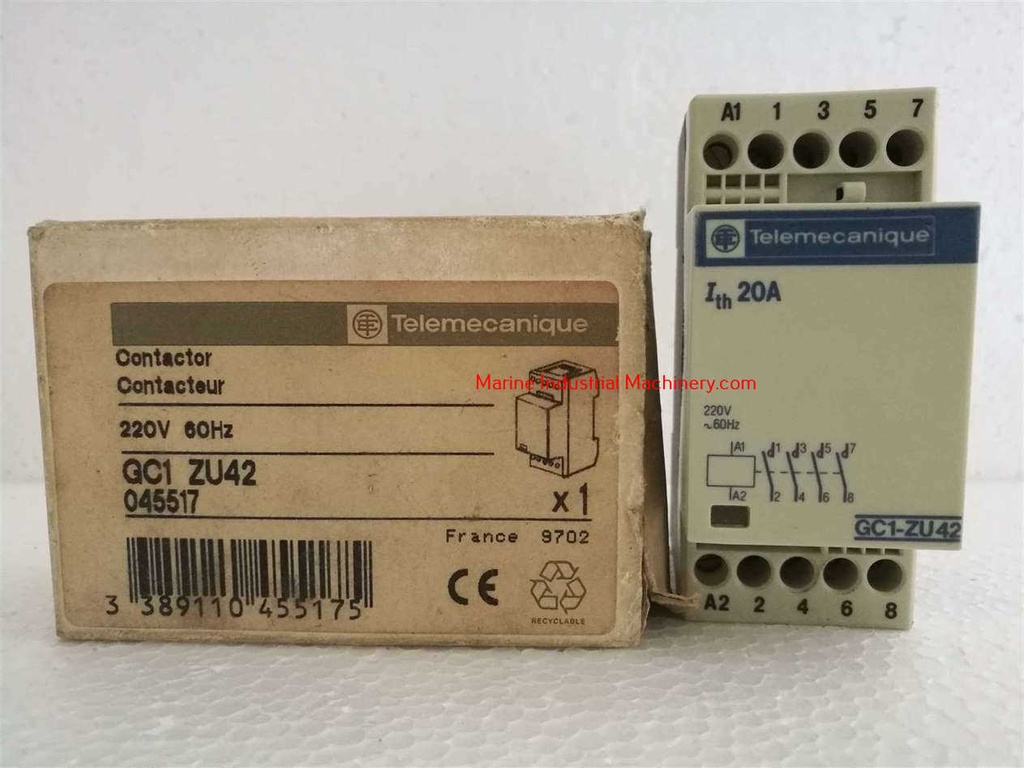 Telemecanique
Contactor
Contacteur
220V 60Hz
GC1 ZU42
045517
x 1
France 9702
3 389110 455175
CE
RECYCLABLE
Marine Industrial Machinery.com
A1 1 3 5 7
Telemecanique
Ith 20A
220V
~60Hz
A1 1 3 5 7
A2 2 4 6 8
GC1-ZU42
A2 2 4 6 8